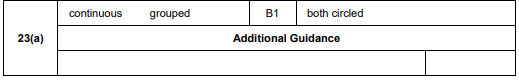 continuous grouped B1 both circled
23(a) Additional Guidance